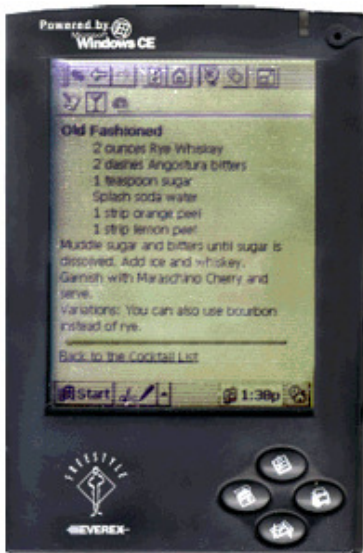 Powered by
Microsoft
Windows CE
Old Fashioned
2 ounces Rye Whiskey
2 dashes Angostura bitters
1 teaspoon sugar
Splash soda water
1 strip orange peel
1 strip lemon peel
Muddle sugar and bitters until sugar is
dissolved. Add ice and whiskey.
Garnish with Maraschino Cherry and
serve.
Variations: You can also use bourbon
instead of rye.
Back to the Cocktail List
Start 1:38p
FREESTYLE
EVEREX